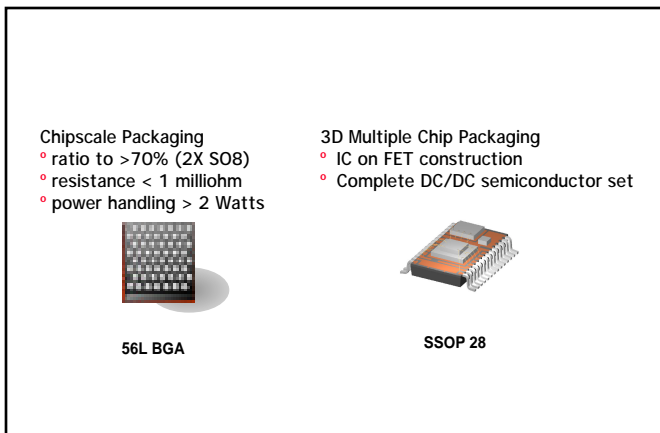 Chipscale Packaging
º ratio to >70% (2X SO8)
º resistance < 1 milliohm
º power handling > 2 Watts
56L BGA
3D Multiple Chip Packaging
º IC on FET construction
º Complete DC/DC semiconductor set
SSOP 28